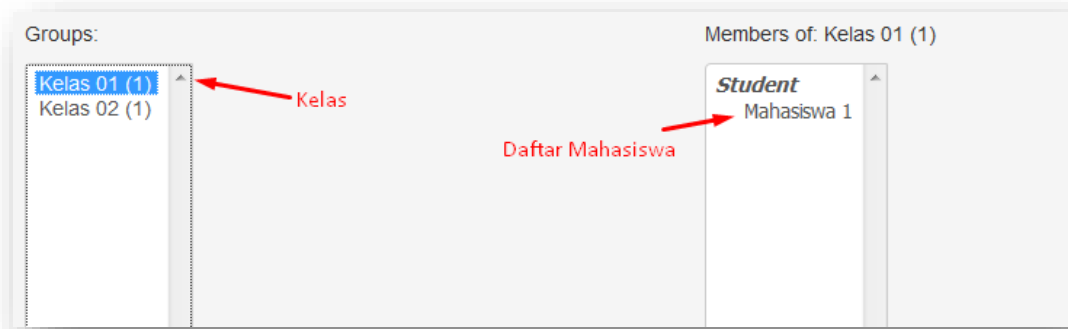 Groups:
Members of: Kelas 01 (1)
Kelas 01 (1)
Kelas 02 (1)
Kelas
Student
Mahasiswa 1
Daftar Mahasiswa